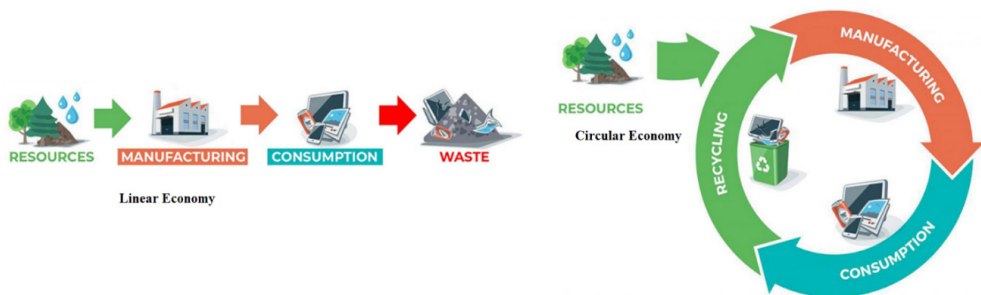 RESOURCES
MANUFACTURING
CONSUMPTION
WASTE
Linear Economy
RESOURCES
Circular Economy
MANUFACTURING
CONSUMPTION
RECYCLING